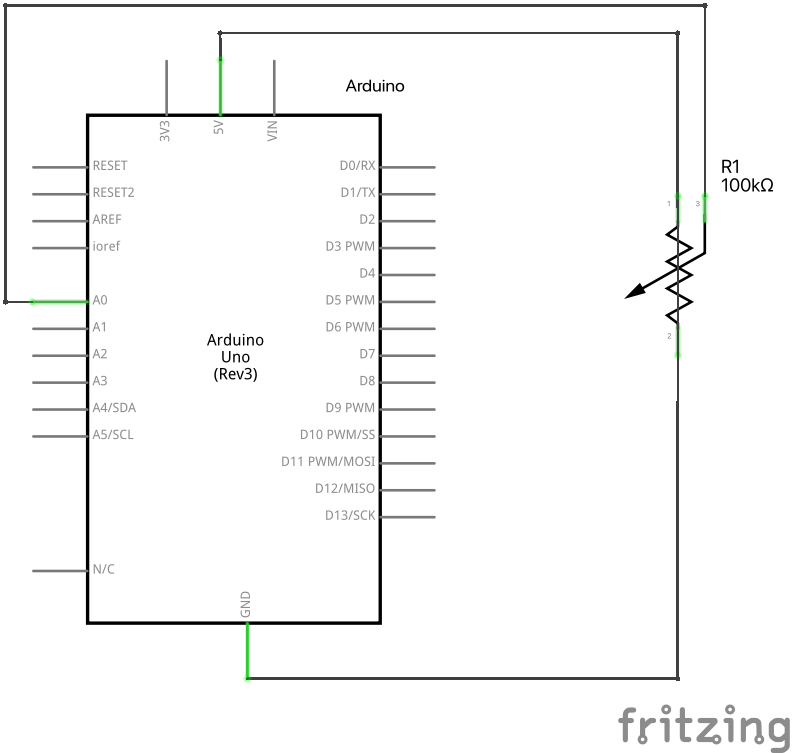 Arduino
3V3
5V
VIN
RESET
RESET2
AREF
ioref
A0
A1
A2
A3
A4/SDA
A5/SCL
N/C
Arduino
Uno
(Rev3)
D0/RX
D1/TX
D2
D3 PWM
D4
D5 PWM
D6 PWM
D7
D8
D9 PWM
D10 PWM/SS
D11 PWM/MOSI
D12/MISO
D13/SCK
GND
R1
100kΩ
1
3
2
fritzing